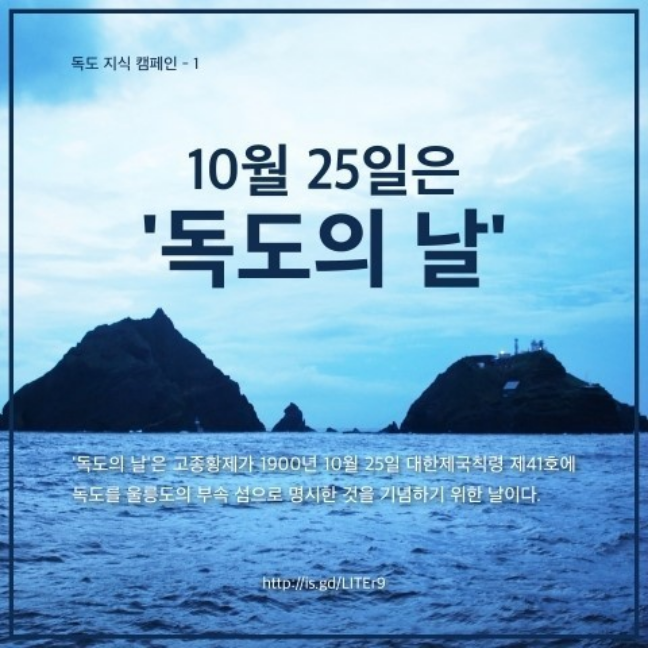 독도 지식 캠페인 - 1
10월 25일은
'독도의 날'
'독도의 날'은 고종황제가 1900년 10월 25일 대한제국칙령 제41호에
독도를 울릉도의 부속 섬으로 명시한 것을 기념하기 위한 날이다.
http://is.gd/LITEr9